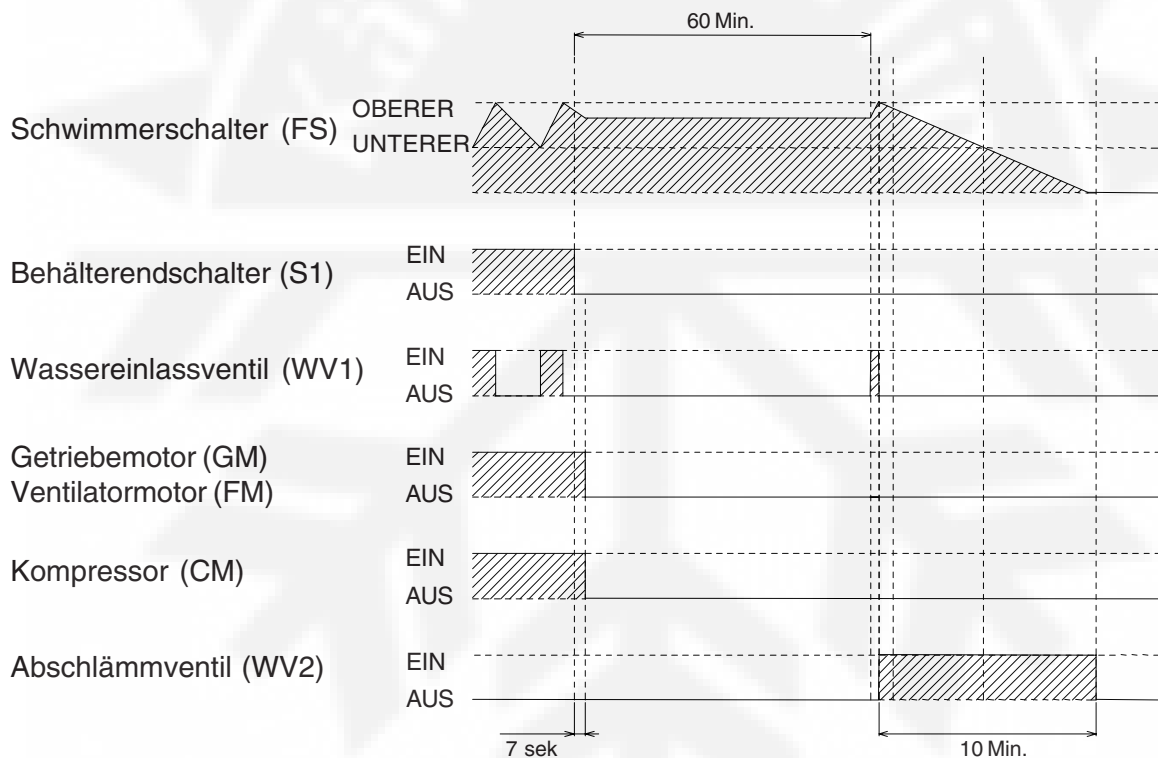 60 Min.
Schwimmerschalter (FS)
OBERER
UNTERER
Behälterendschalter (S1)
EIN
AUS
Wassereinlassventil (WV1)
EIN
AUS
Getriebemotor (GM)
Ventilatormotor (FM)
EIN
AUS
Kompressor (CM)
EIN
AUS
Abschlämmventil (WV2)
EIN
AUS
7 sek
10 Min.